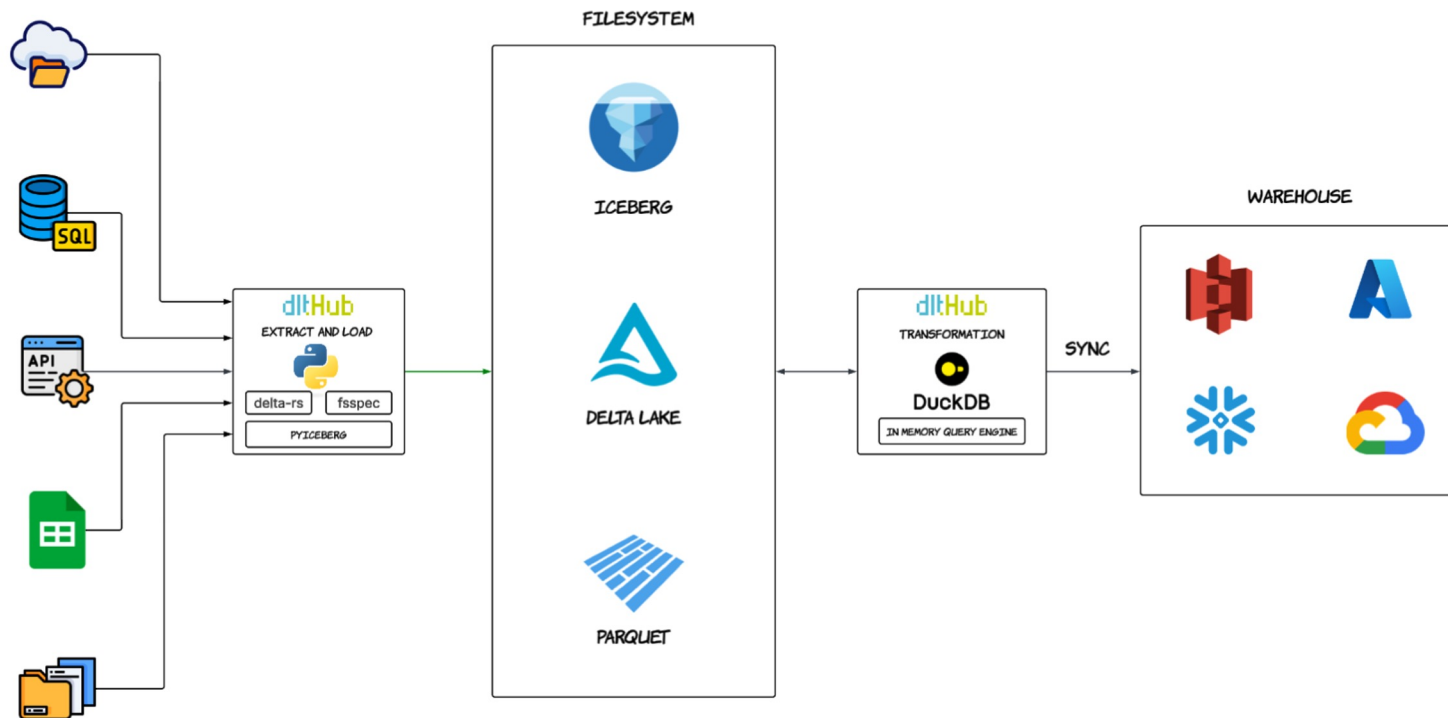 FILESYSTEM
ICEBERG
DELTA LAKE
PARQUET
SQL
API
dltHub
EXTRACT AND LOAD
delta-rs
fsspec
PYICEBERG
dltHub
TRANSFORMATION
DuckDB
IN MEMORY QUERY ENGINE
SYNC
WAREHOUSE